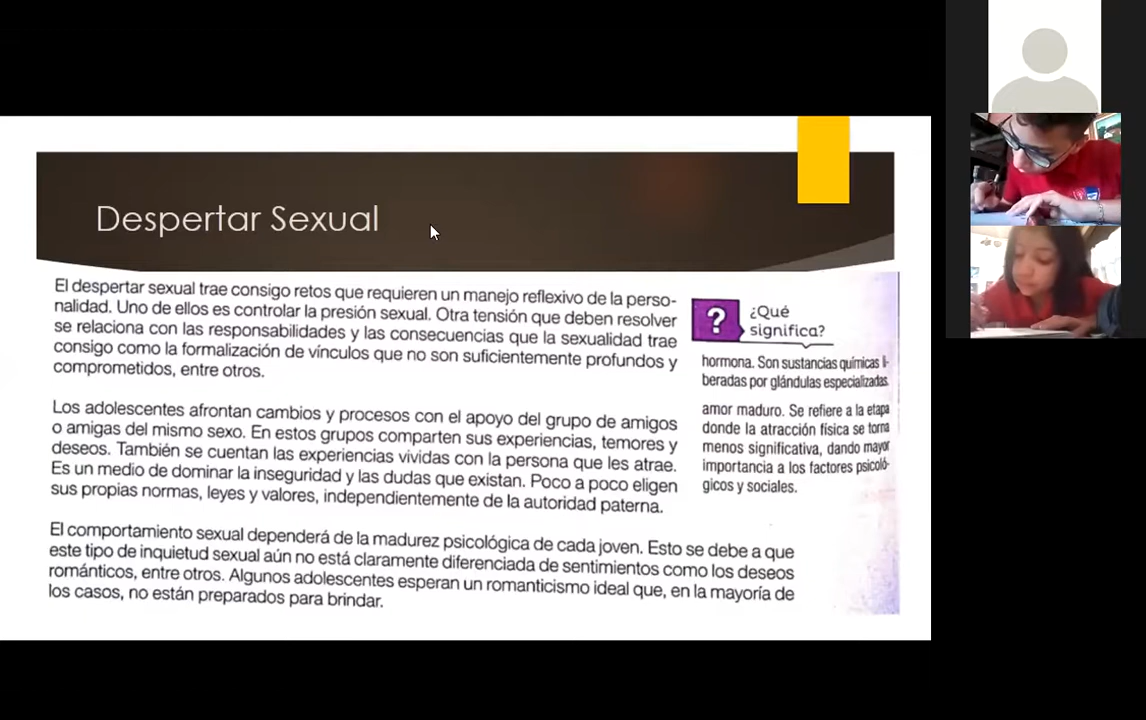 Despertar Sexual
El despertar sexual trae consigo retos que requieren un manejo reflexivo de la perso-
nalidad. Uno de ellos es controlar la presión sexual. Otra tensión que deben resolver
se relaciona con las responsabilidades y las consecuencias que la sexualidad trae
consigo como la formalización de vínculos que no son suficientemente profundos y
comprometidos, entre otros.
Los adolescentes afrontan cambios y procesos con el apoyo del grupo de amigos
o amigas del mismo sexo. En estos grupos comparten sus experiencias, temores y
deseos. También se cuentan las experiencias vividas con la persona que les atrae.
Es un medio de dominar la inseguridad y las dudas que existan. Poco a poco eligen
sus propias normas, leyes y valores, independientemente de la autoridad paterna.
El comportamiento sexual dependerá de la madurez psicológica de cada joven. Esto se debe a que
este tipo de inquietud sexual aún no está claramente diferenciada de sentimientos como los deseos
románticos, entre otros. Algunos adolescentes esperan un romanticismo ideal que, en la mayoría de
los casos, no están preparados para brindar.
?
¿Qué
significa?
hormona. Son sustancias químicas li-
beradas por glándulas especializadas.
amor maduro. Se refiere a la etapa
donde la atracción física se torna
menos significativa, dando mayor
importancia a los factores psicoló-
gicos y sociales.